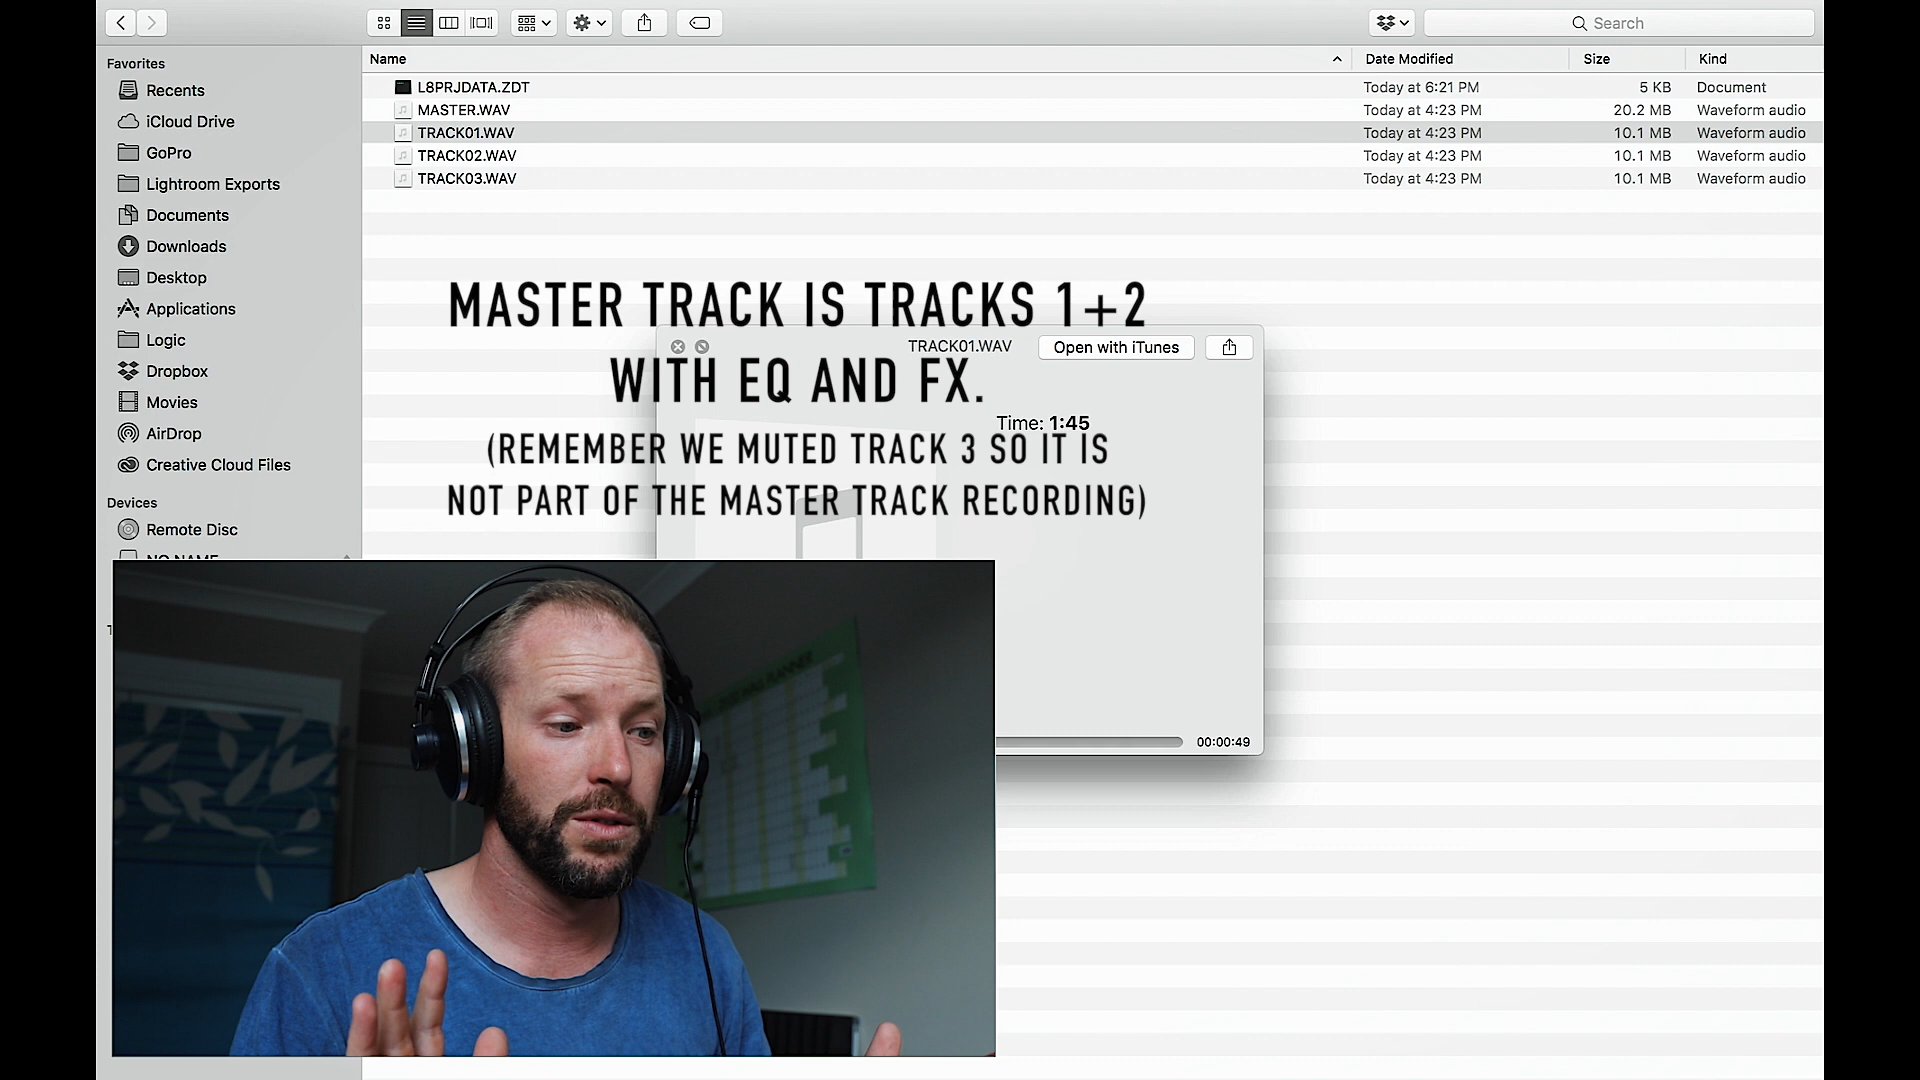 Search
Favorites
Recents
iCloud Drive
GoPro
Lightroom Exports
Documents
Downloads
Desktop
Applications
Logic
Dropbox
Movies
AirDrop
Creative Cloud Files
Devices
Remote Disc
NO NAME
Name Date Modified Size Kind
L8PRJDATA.ZDT Today at 6:21 PM 5 KB Document
MASTER.WAV Today at 4:23 PM 20.2 MB Waveform audio
TRACK01.WAV Today at 4:23 PM 10.1 MB Waveform audio
TRACK02.WAV Today at 4:23 PM 10.1 MB Waveform audio
TRACK03.WAV Today at 4:23 PM 10.1 MB Waveform audio
MASTER TRACK IS TRACKS 1+2
WITH EQ AND FX.
(REMEMBER WE MUTED TRACK 3 SO IT IS
NOT PART OF THE MASTER TRACK RECORDING)
TRACK01.WAV Open with iTunes
Time: 1:45
00:00:49